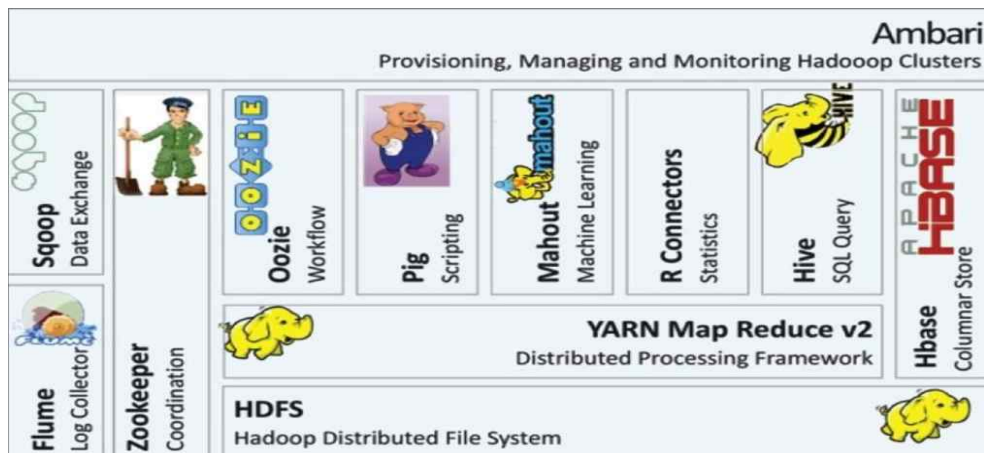 Ambari
Provisioning, Managing and Monitoring Hadooop Clusters
sqoop
Sqoop
Data Exchange
FLUME
Flume
Log Collector
Zookeeper
Coordination
OOZIE
Oozie
Workflow
Pig
Scripting
mahout
Mahout
Machine Learning
R Connectors
Statistics
HIVE
Hive
SQL Query
APACHE
HBASE
Hbase
Columnar Store
YARN Map Reduce v2
Distributed Processing Framework
HDFS
Hadoop Distributed File System